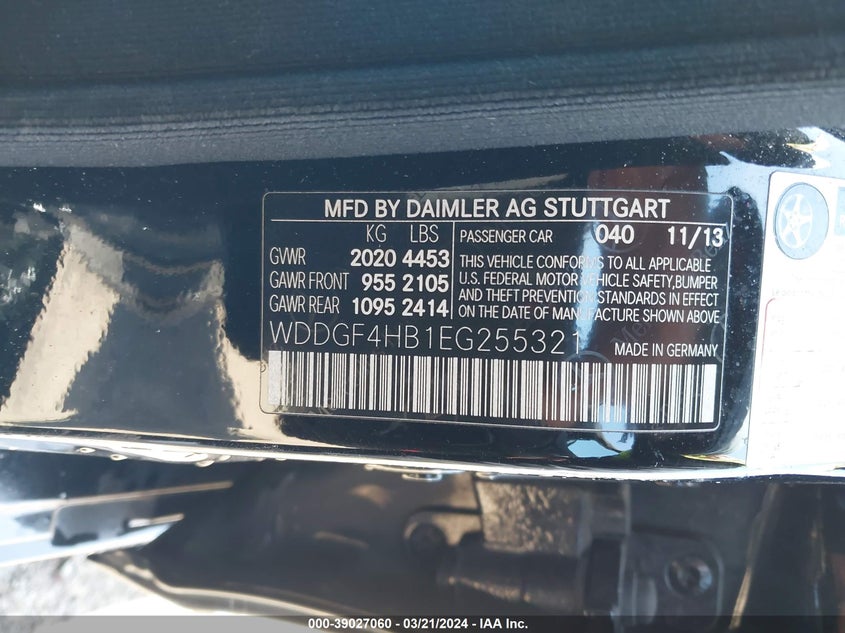 MFD BY DAIMLER AG STUTTGART
KG LBS
GVWR 2020 4453
GAWR FRONT 955 2105
GAWR REAR 1095 2414
PASSENGER CAR 040 11/13
THIS VEHICLE CONFORMS TO ALL APPLICABLE
U.S. FEDERAL MOTOR VEHICLE SAFETY,BUMPER
AND THEFT PREVENTION STANDARDS IN EFFECT
ON THE DATE OF MANUFACTURE SHOWN ABOVE
WDDGF4HB1EG255321
MADE IN GERMANY
000-39027060 - 03/21/2024 - IAA Inc.